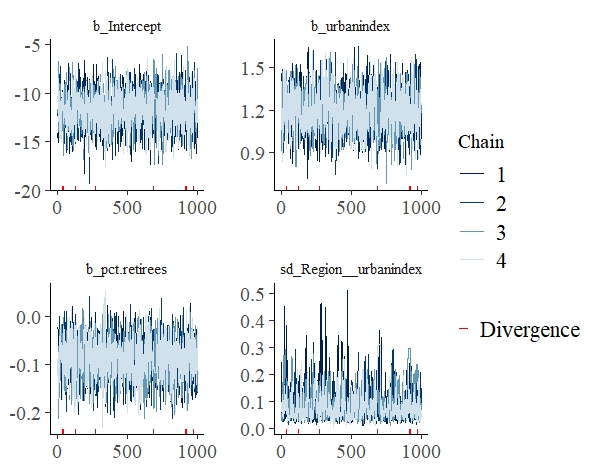 b_Intercept
b_urbanindex
-5
-10
-15
-20
0 500 1000
1.5
1.2
0.9
0 500 1000
b_pct.retirees
sd_Region__urbanindex
0.0
-0.1
-0.2
0 500 1000
0.5
0.4
0.3
0.2
0.1
0.0
0 500 1000
Chain
1
2
3
4
Divergence